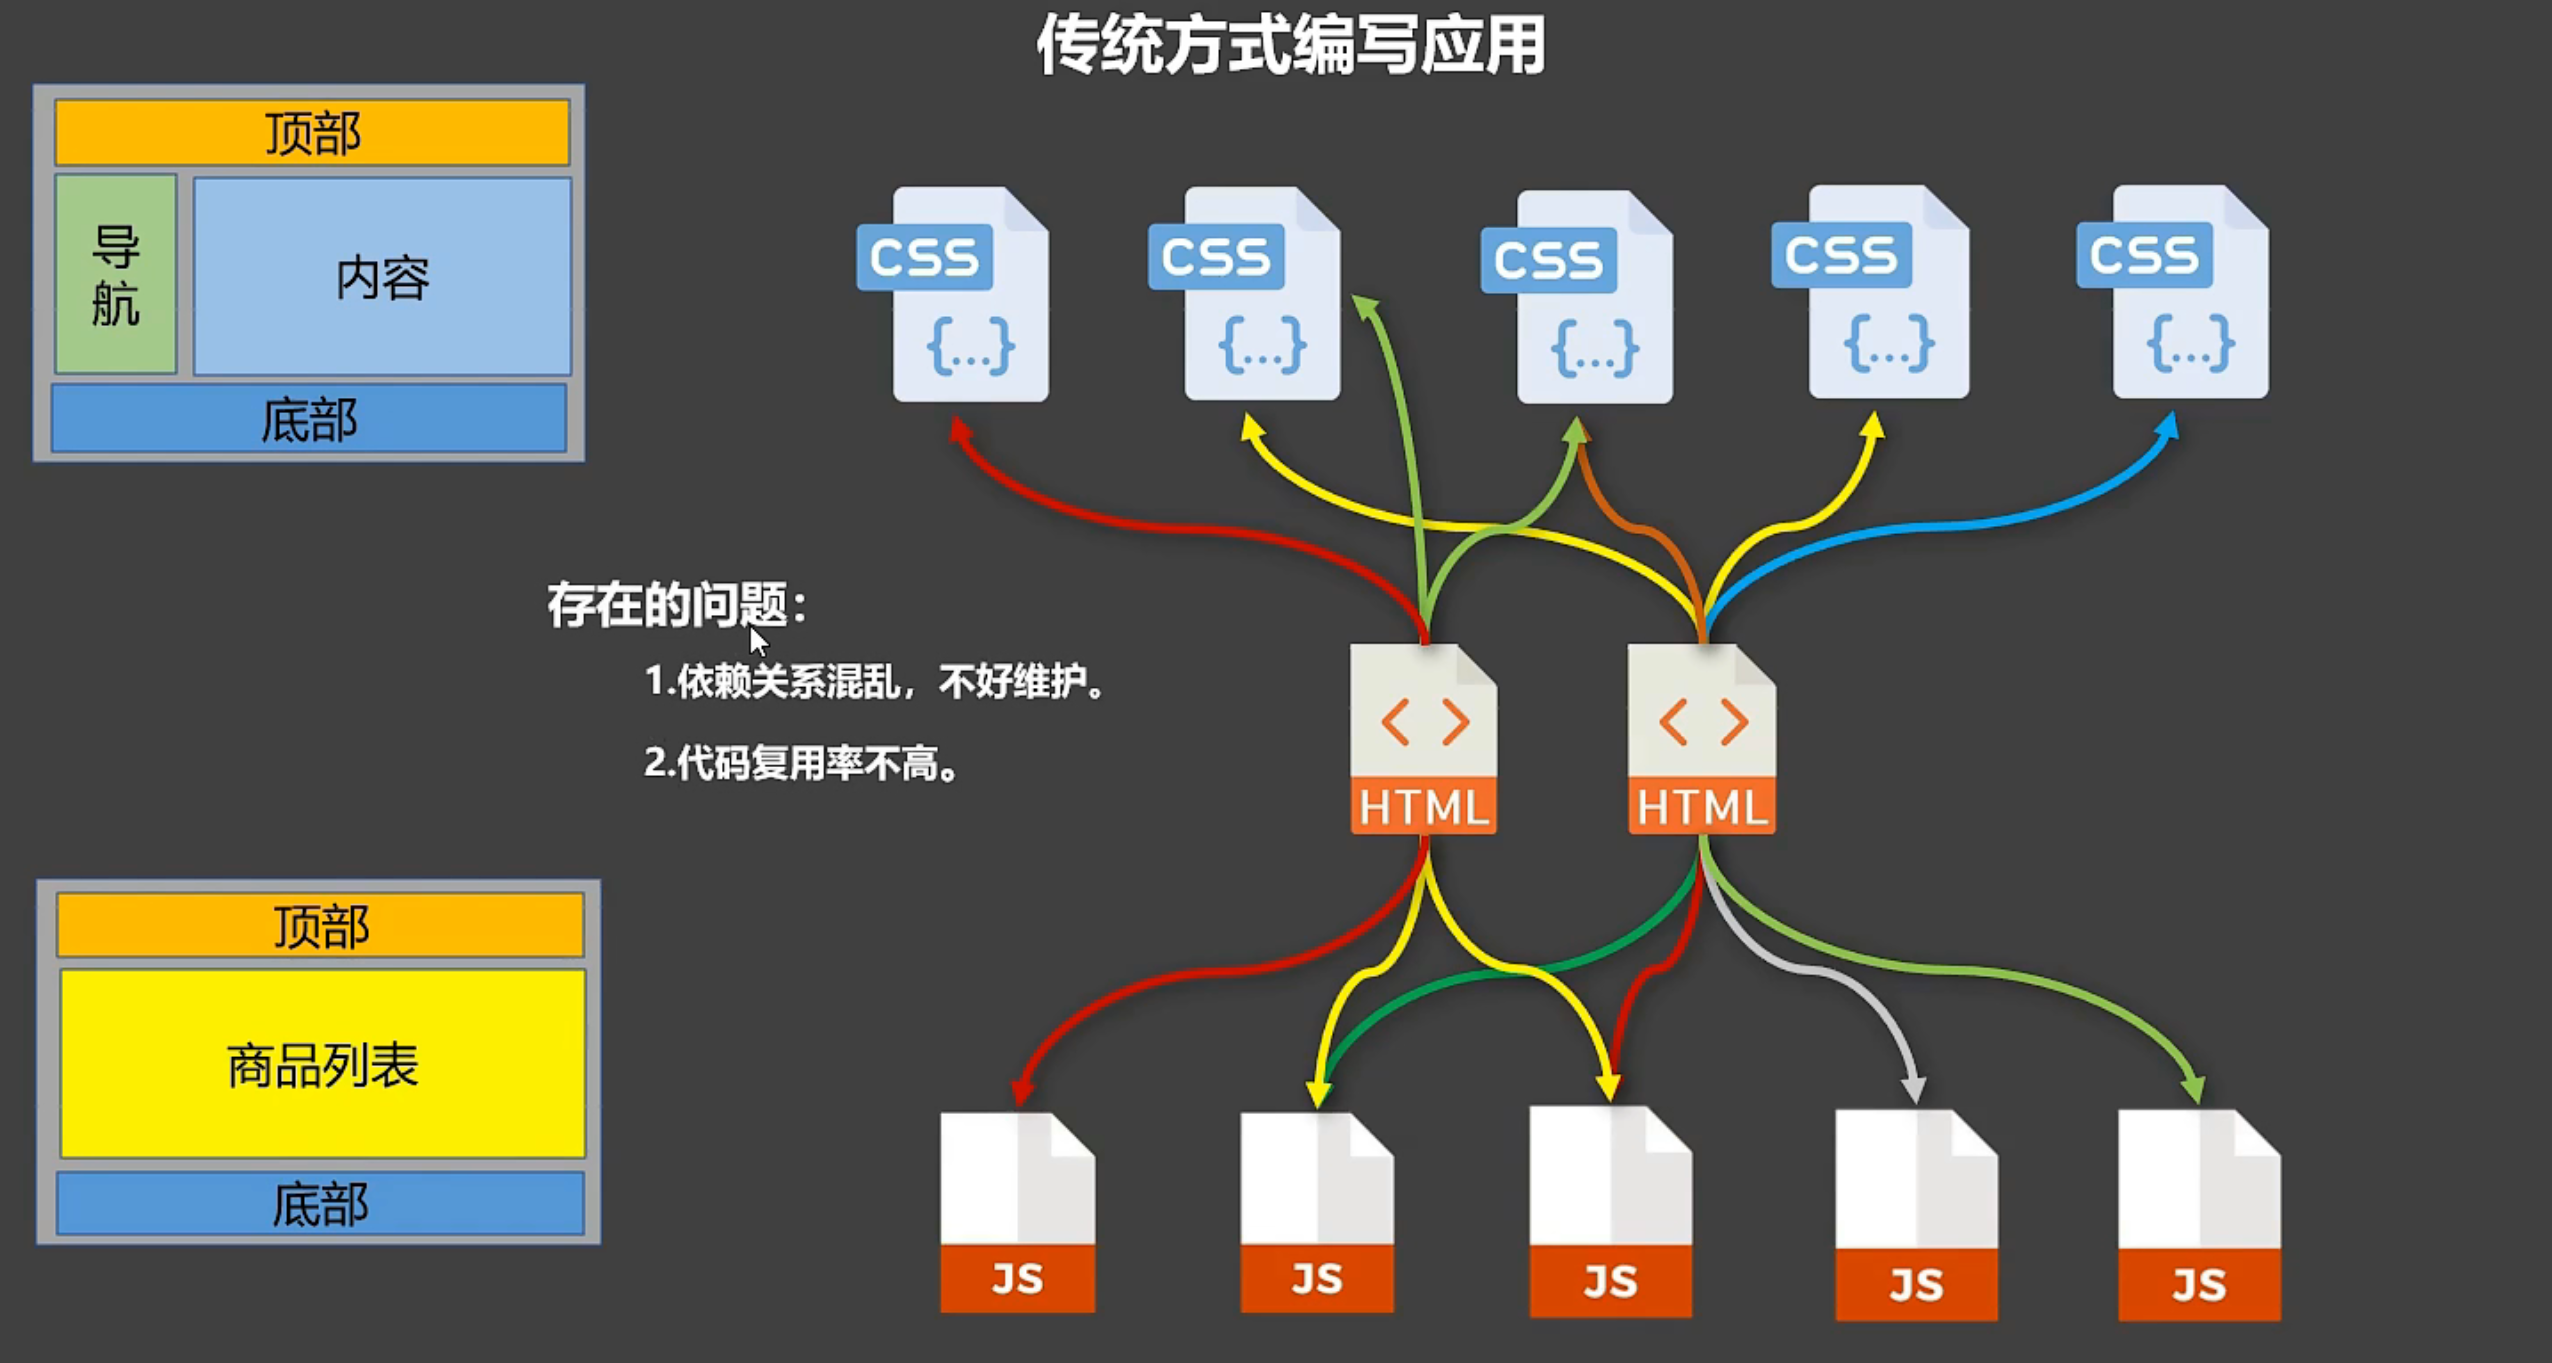 传统方式编写应用
顶部
导航
内容
底部
CSS
{...}
CSS
{...}
CSS
{...}
CSS
{...}
CSS
{...}
存在的问题：
1.依赖关系混乱，不好维护。
2.代码复用率不高。
< >
HTML
< >
HTML
顶部
商品列表
底部
JS
JS
JS
JS
JS